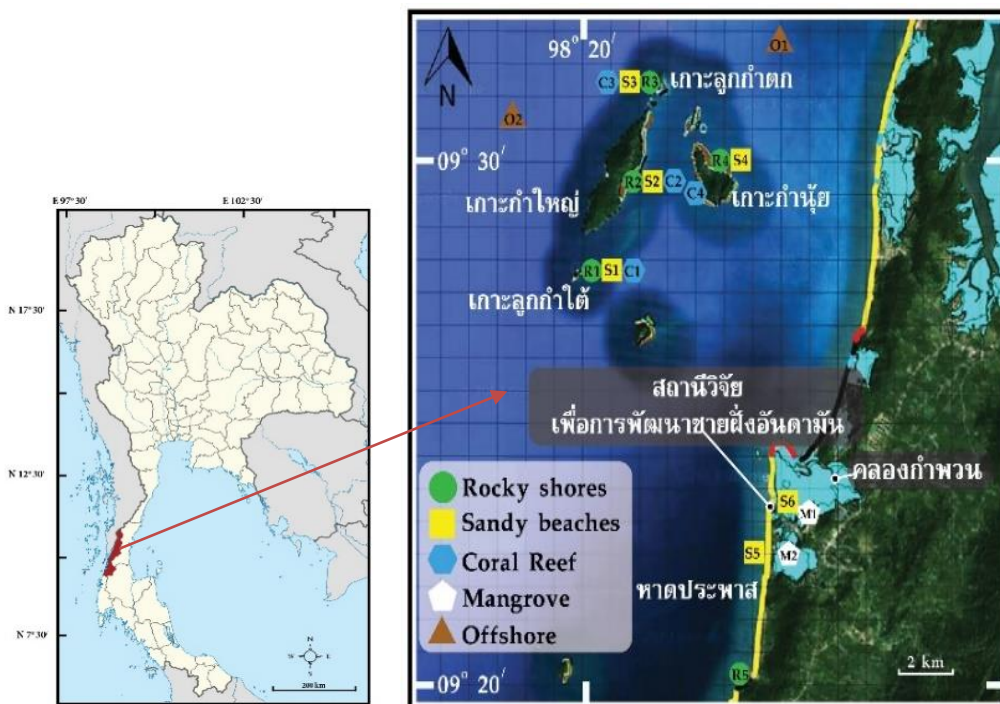 E 97°30'
E 102°30'
N 17°30'
N 12°30'
N 7°30'
N
W
E
S
200 km
98° 20′
O1
N
C3
S3
R3
เกาะลูกกำตก
O2
09° 30′
R4
S4
R2
S2
C2
C4
เกาะกำใหญ่
เกาะกำนุ้ย
R1
S1
C1
เกาะลูกกำใต้
สถานีวิจัย
เพื่อการพัฒนาชายฝั่งอันดามัน
คลองกำพวน
Rocky shores
Sandy beaches
Coral Reef
Mangrove
Offshore
S6
M1
S5
M2
หาดประพาส
R5
2 km
09° 20′